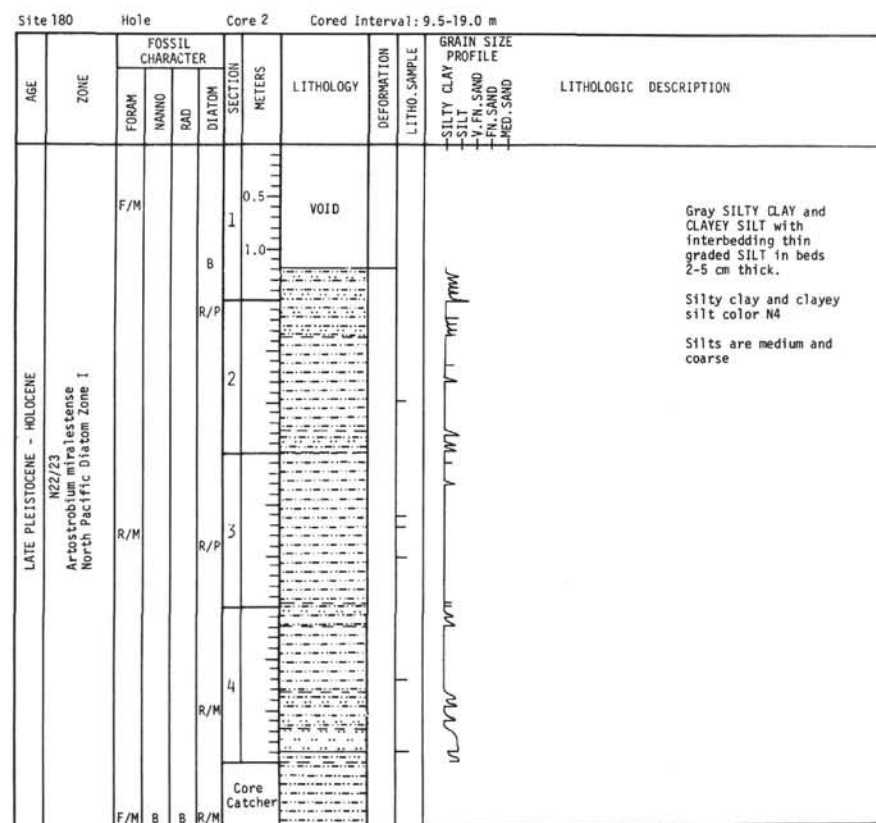 Site 180 Hole Core 2 Cored Interval: 9.5-19.0 m
AGE
ZONE
FOSSIL
CHARACTER
FORAM
NANNO
RAD
DIATOM
SECTION
METERS
LITHOLOGY
DEFORMATION
LITHO.SAMPLE
GRAIN SIZE
PROFILE
SILTY CLAY
SILT
V.FN.SAND
FN.SAND
MED.SAND
LITHOLOGIC DESCRIPTION
LATE PLEISTOCENE - HOLOCENE
N22/23
Artostrobium miralestense
North Pacific Diatom Zone I
F/M
B
R/P
R/M
R/P
R/M
F/M B B R/M
1
0.5
1.0
2
3
4
VOID
Core
Catcher
Gray SILTY CLAY and
CLAYEY SILT with
interbedding thin
graded SILT in beds
2-5 cm thick.
Silty clay and clayey
silt color N4
Silts are medium and
coarse